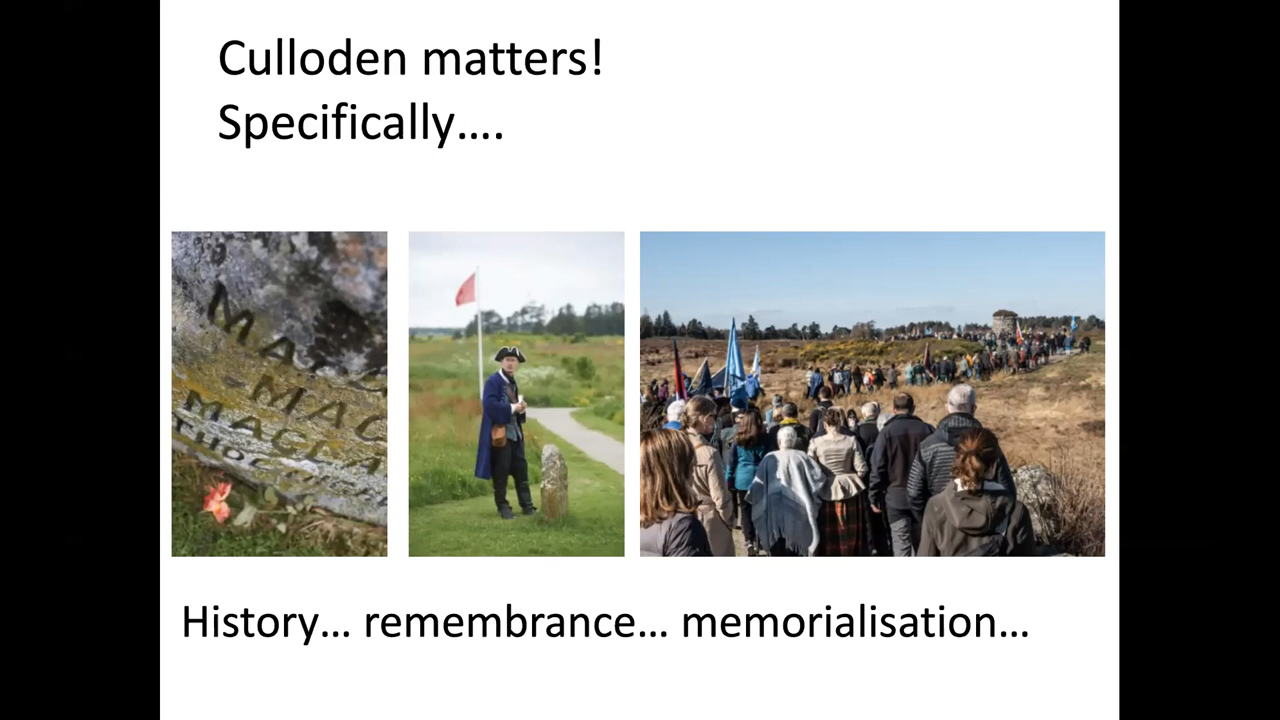 Culloden matters!
Specifically….
History… remembrance… memorialisation…